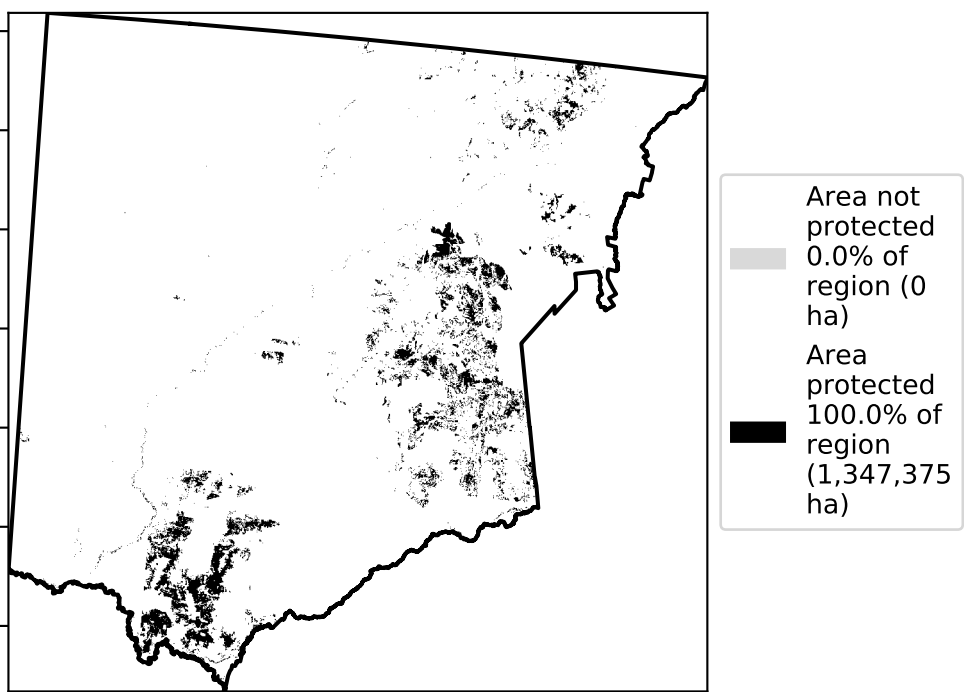 Area not
protected
0.0% of
region (0
ha)
Area
protected
100.0% of
region
(1,347,375
ha)